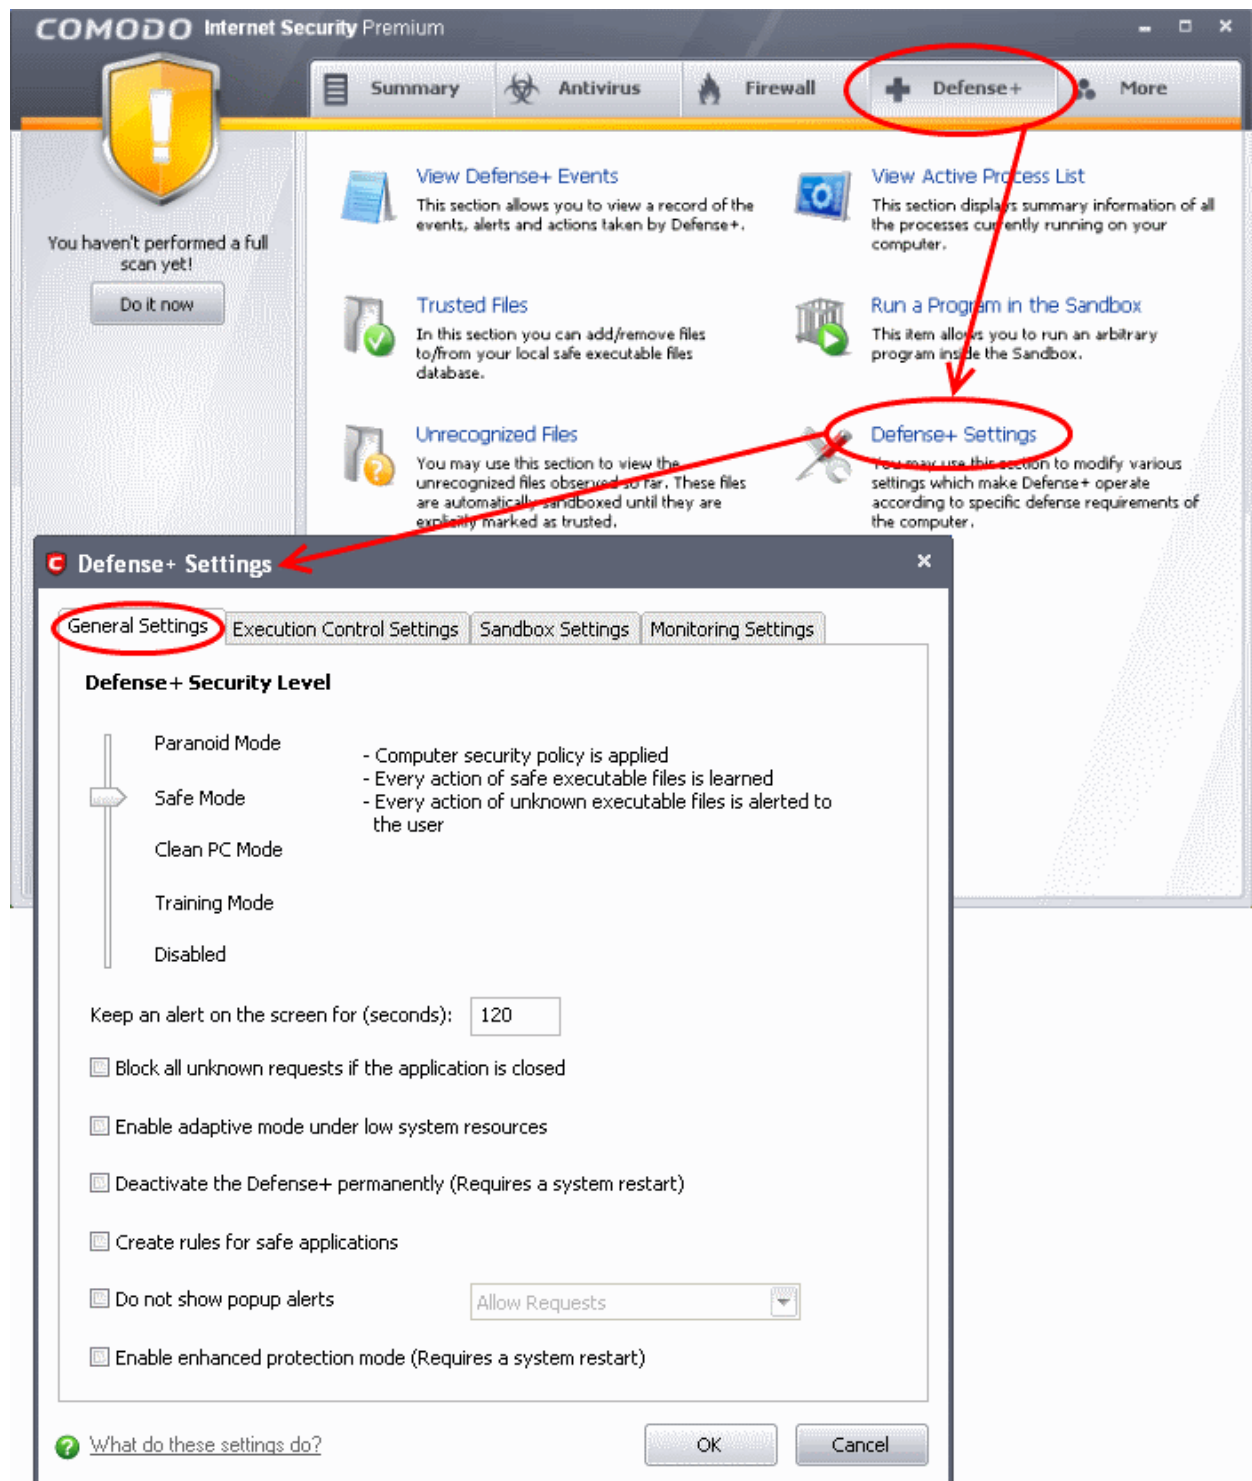 COMODO Internet Security Premium
Summary
Antivirus
Firewall
Defense+
More
You haven't performed a full
scan yet!
Do it now
View Defense+ Events
This section allows you to view a record of the
events, alerts and actions taken by Defense+.
View Active Process List
This section displays summary information of all
the processes currently running on your
computer.
Trusted Files
In this section you can add/remove files
to/from your local safe executable files
database.
Run a Program in the Sandbox
This item allows you to run an arbitrary
program inside the Sandbox.
Unrecognized Files
You may use this section to view the
unrecognized files observed so far. These files
are automatically sandboxed until they are
explicitly marked as trusted.
Defense+ Settings
You may use this section to modify various
settings which make Defense+ operate
according to specific defense requirements of
the computer.
Defense+ Settings
General Settings
Execution Control Settings
Sandbox Settings
Monitoring Settings
Defense+ Security Level
Paranoid Mode
Safe Mode
Clean PC Mode
Training Mode
Disabled
- Computer security policy is applied
- Every action of safe executable files is learned
- Every action of unknown executable files is alerted to
the user
Keep an alert on the screen for (seconds): 120
Block all unknown requests if the application is closed
Enable adaptive mode under low system resources
Deactivate the Defense+ permanently (Requires a system restart)
Create rules for safe applications
Do not show popup alerts
Allow Requests
Enable enhanced protection mode (Requires a system restart)
What do these settings do?
OK
Cancel